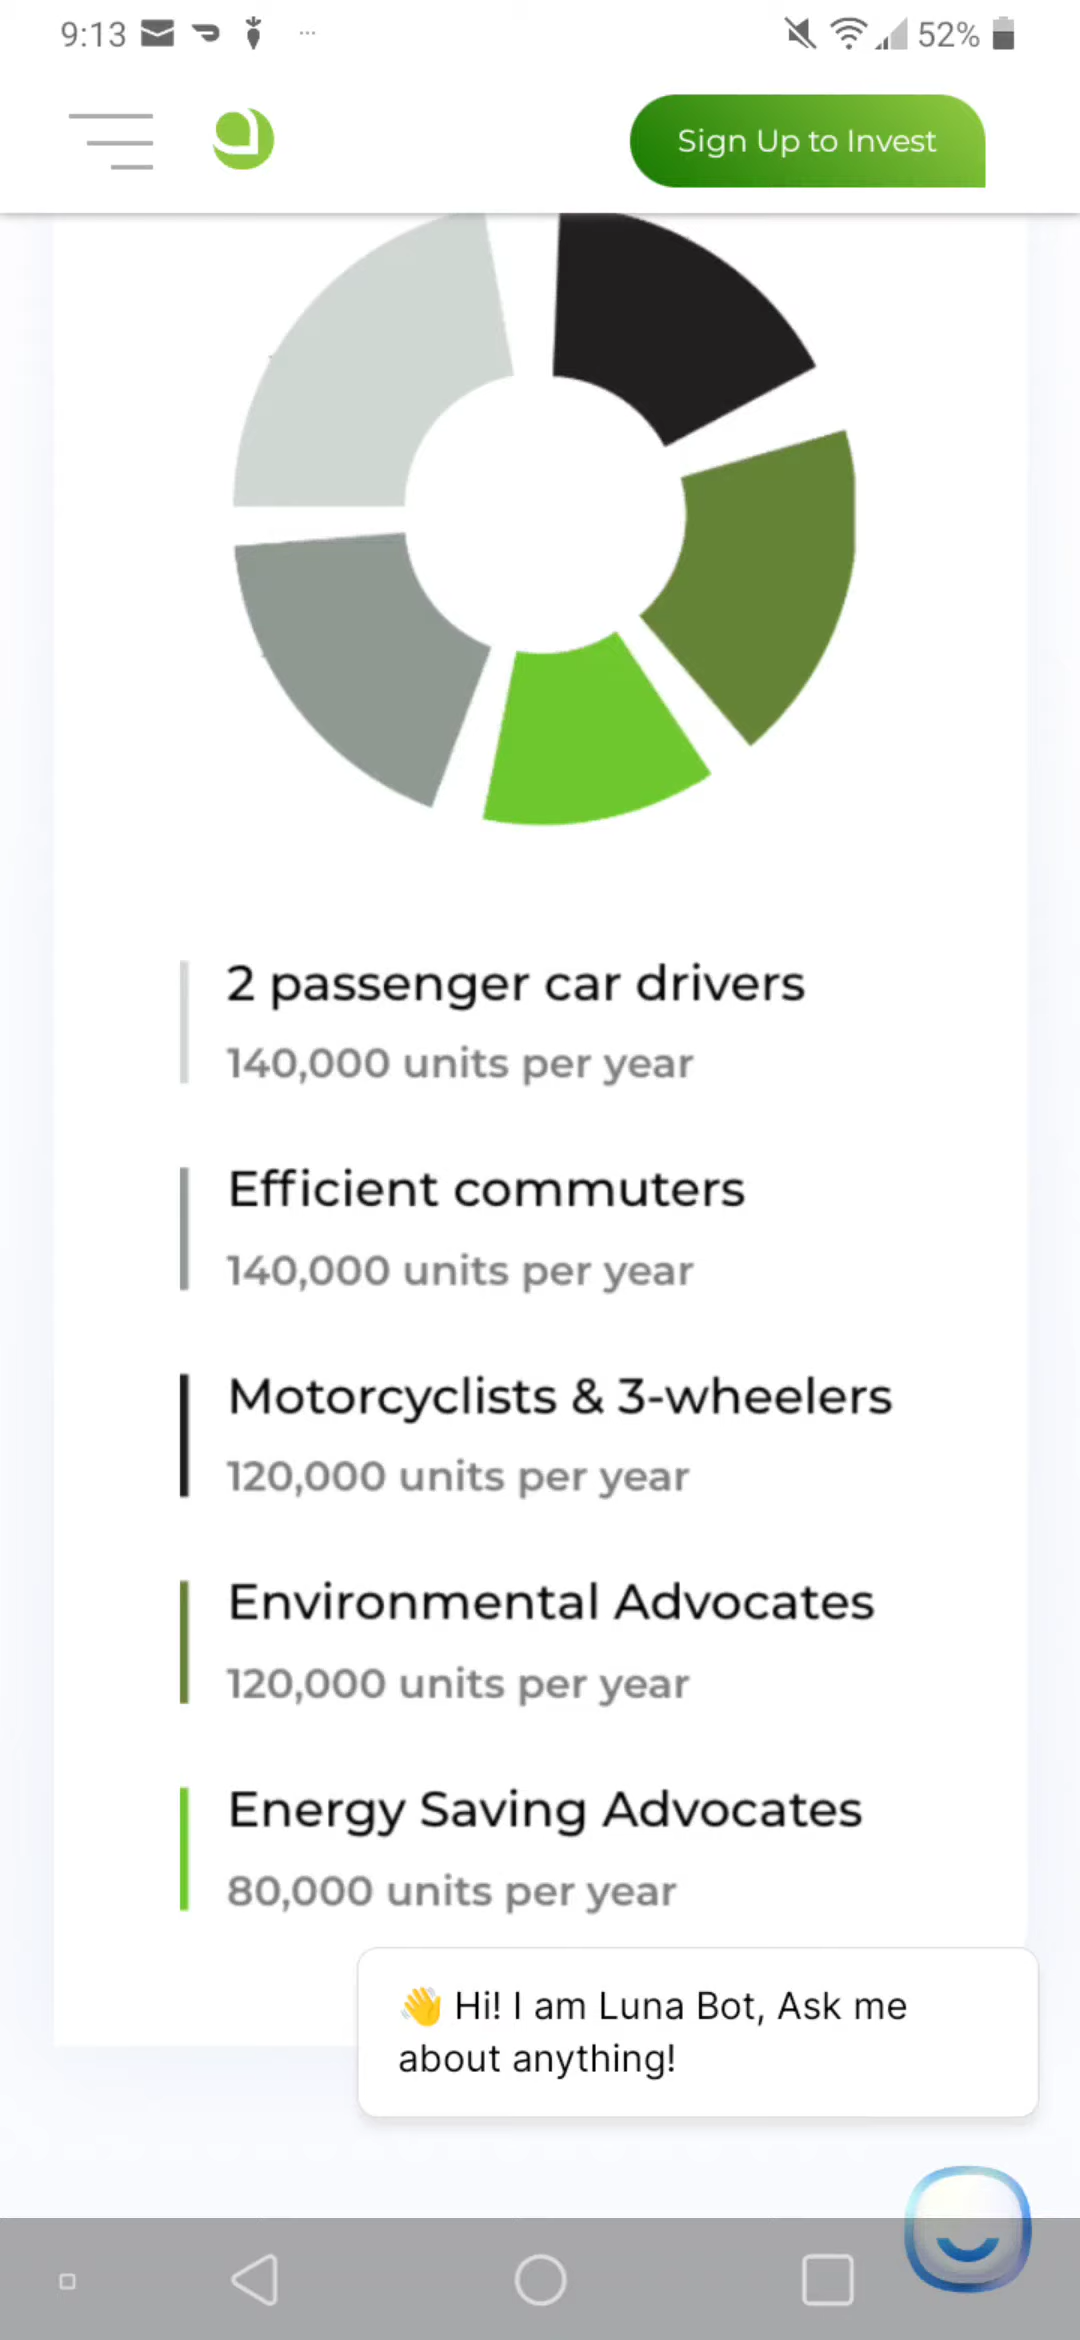 9:13
52%
Sign Up to Invest
2 passenger car drivers
140,000 units per year
Efficient commuters
140,000 units per year
Motorcyclists & 3-wheelers
120,000 units per year
Environmental Advocates
120,000 units per year
Energy Saving Advocates
80,000 units per year
👋 Hi! I am Luna Bot, Ask me
about anything!